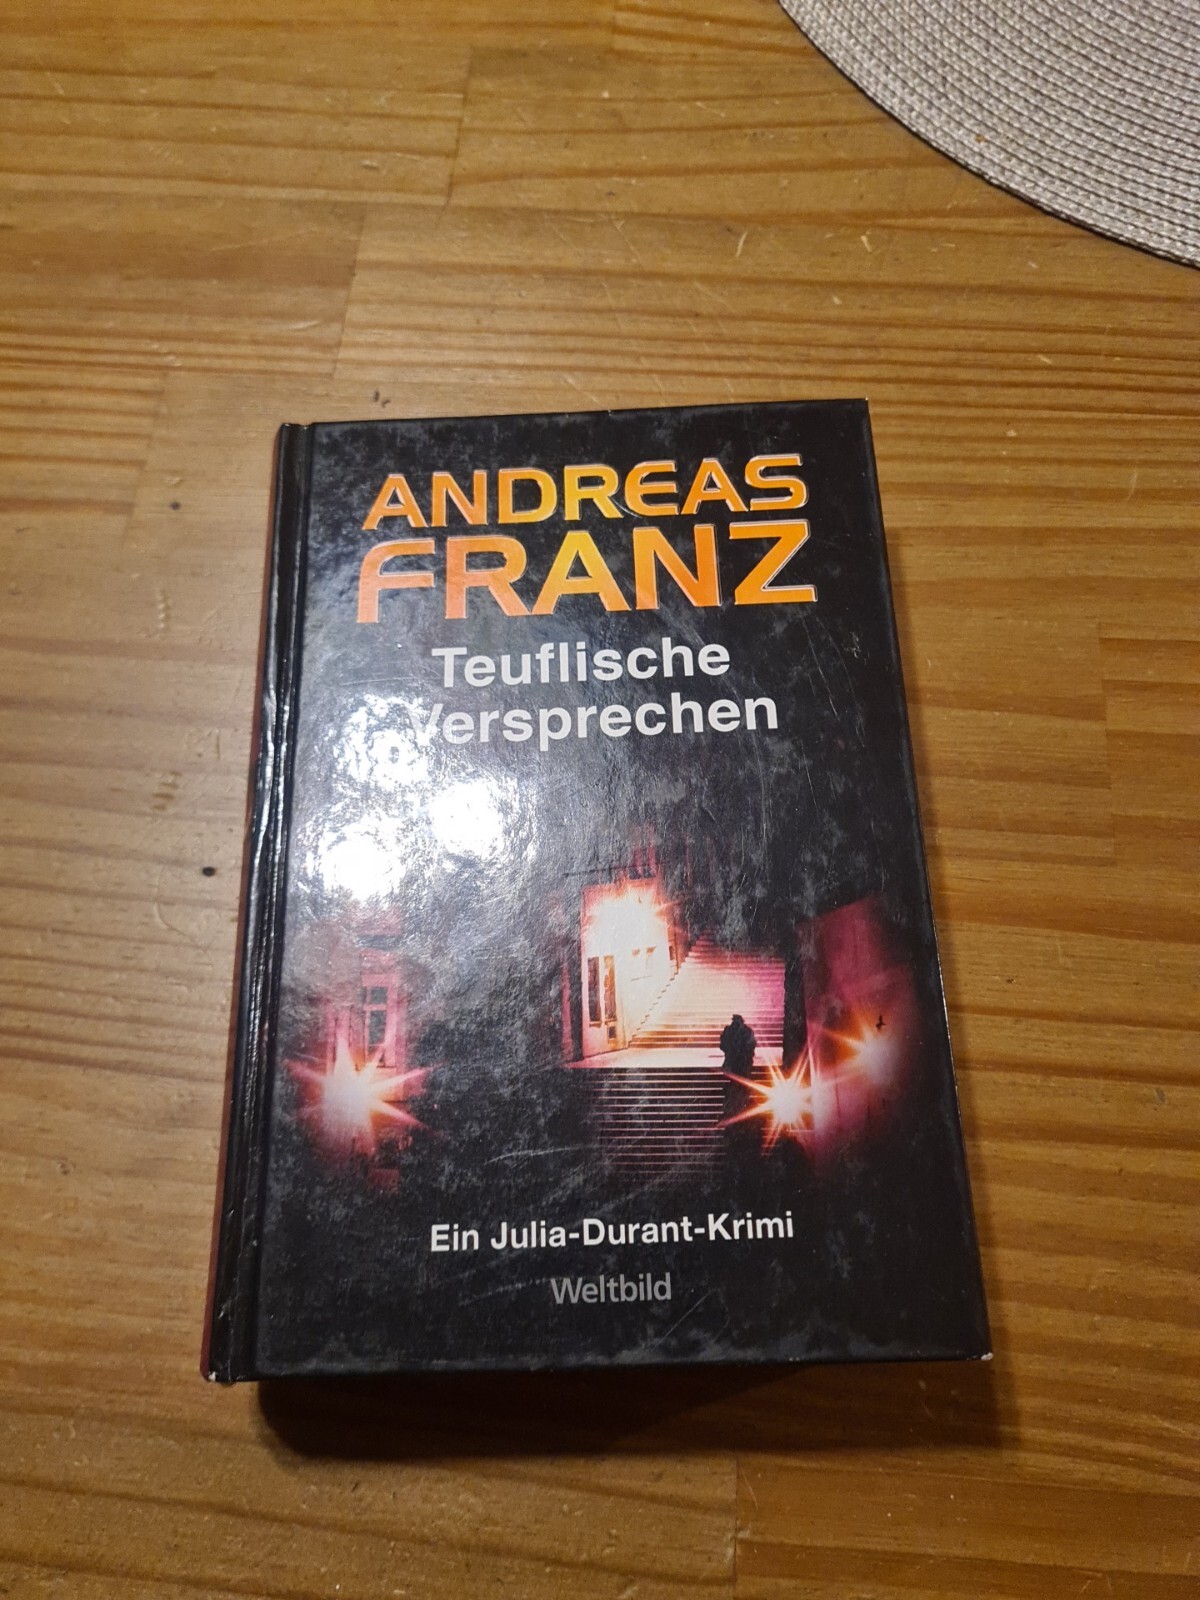 ANDREAS
FRANZ
Teuflische
Versprechen
Ein Julia-Durant-Krimi
Weltbild